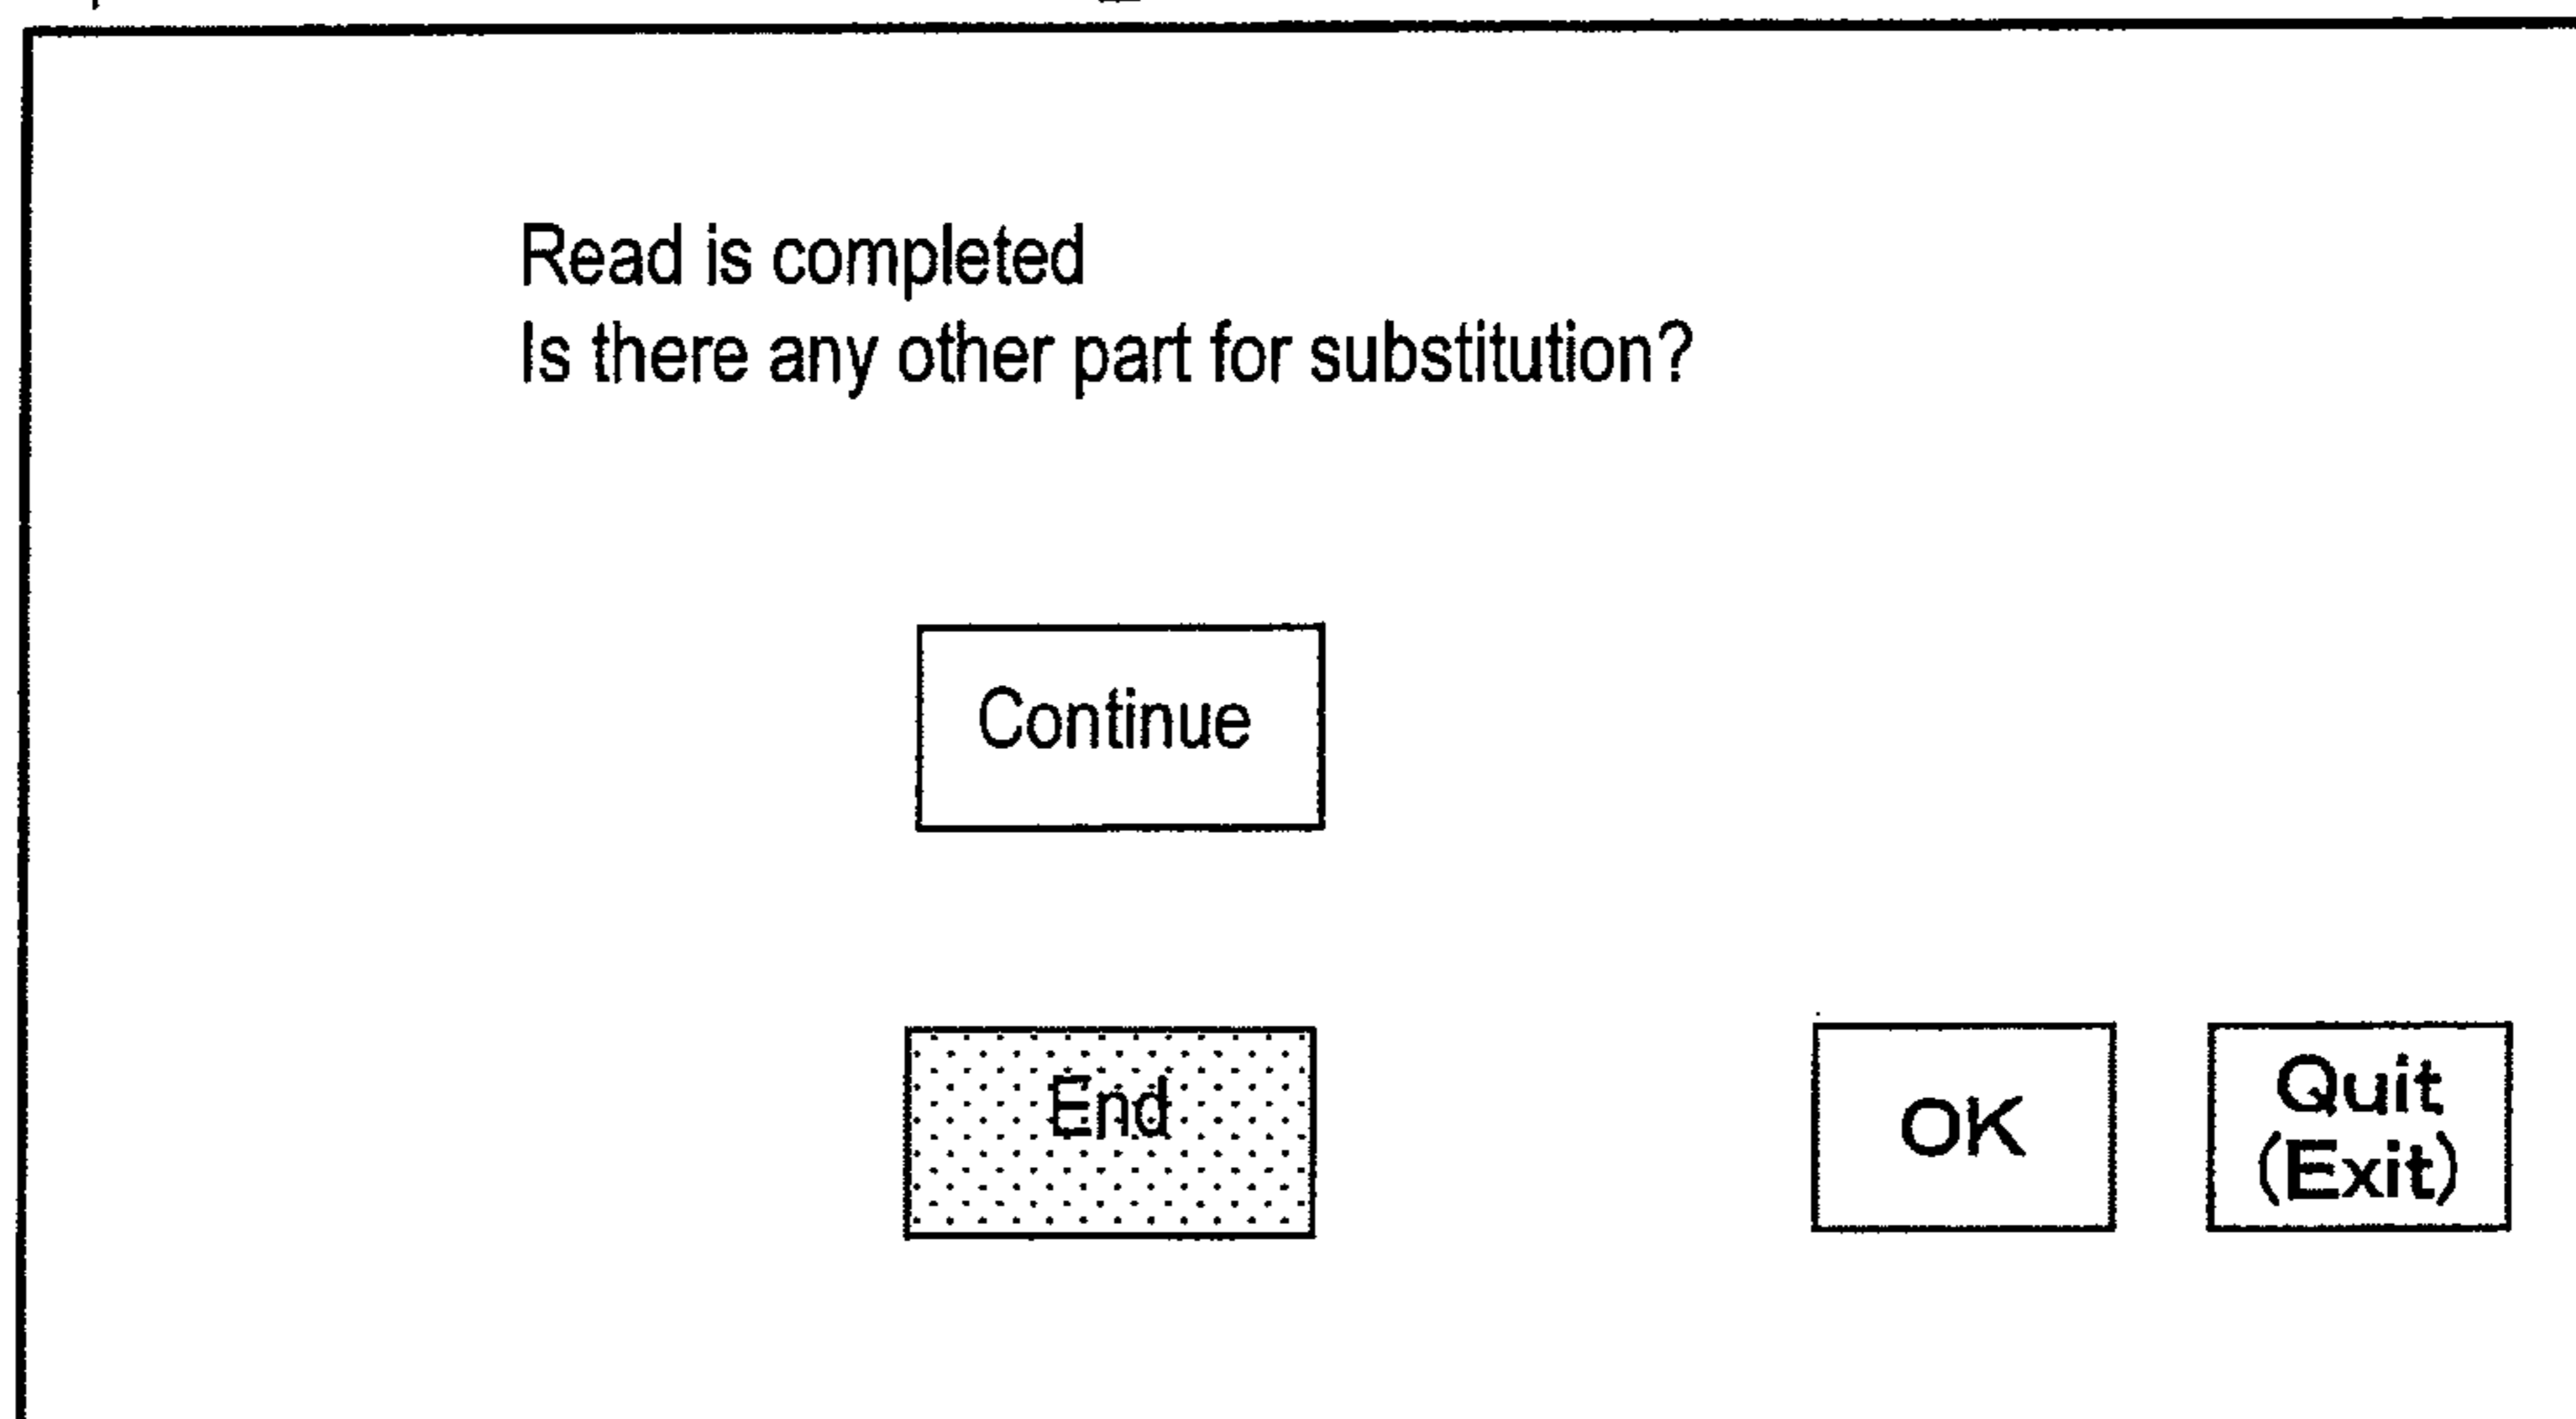 Read is completed
Is there any other part for substitution?
Continue
End
OK
Quit
(Exit)